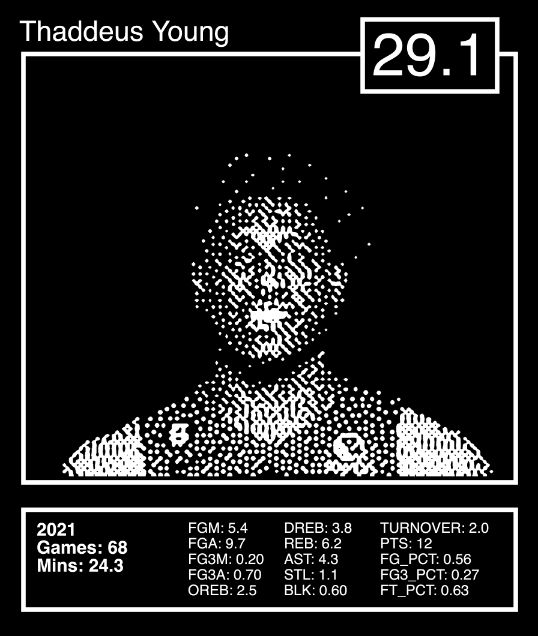 Thaddeus Young
29.1
2021
Games: 68
Mins: 24.3
FGM: 5.4
FGA: 9.7
FG3M: 0.20
FG3A: 0.70
OREB: 2.5
DREB: 3.8
REB: 6.2
AST: 4.3
STL: 1.1
BLK: 0.60
TURNOVER: 2.0
PTS: 12
FG_PCT: 0.56
FG3_PCT: 0.27
FT_PCT: 0.63